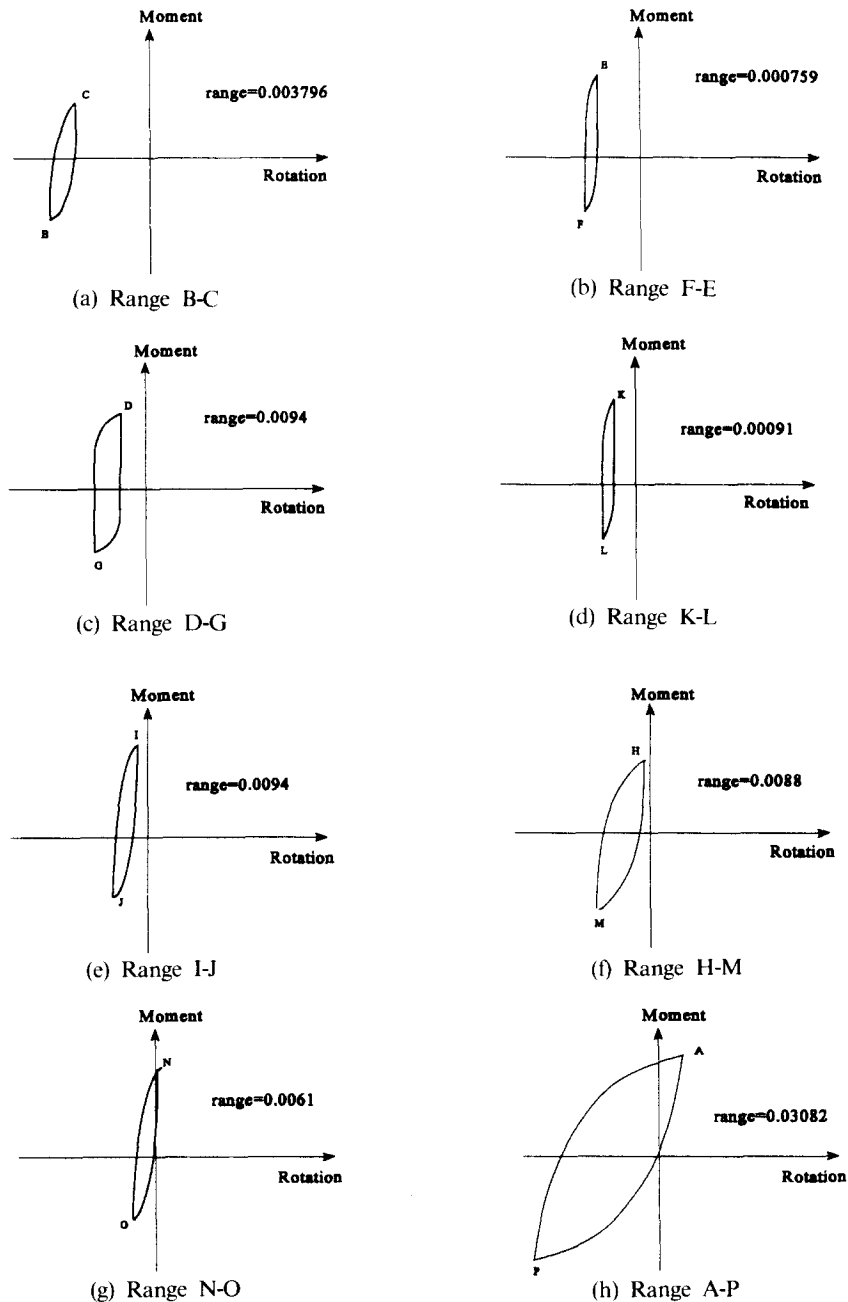 Moment
C
range=0.003796
Rotation
B
(a) Range B-C
Moment
E
range=0.000759
Rotation
F
(b) Range F-E
Moment
D
range=0.0094
Rotation
G
(c) Range D-G
Moment
K
range=0.00091
Rotation
L
(d) Range K-L
Moment
I
range=0.0094
Rotation
J
(e) Range I-J
Moment
H
range=0.0088
Rotation
M
(f) Range H-M
Moment
N
range=0.0061
Rotation
O
(g) Range N-O
Moment
A
range=0.03082
Rotation
P
(h) Range A-P